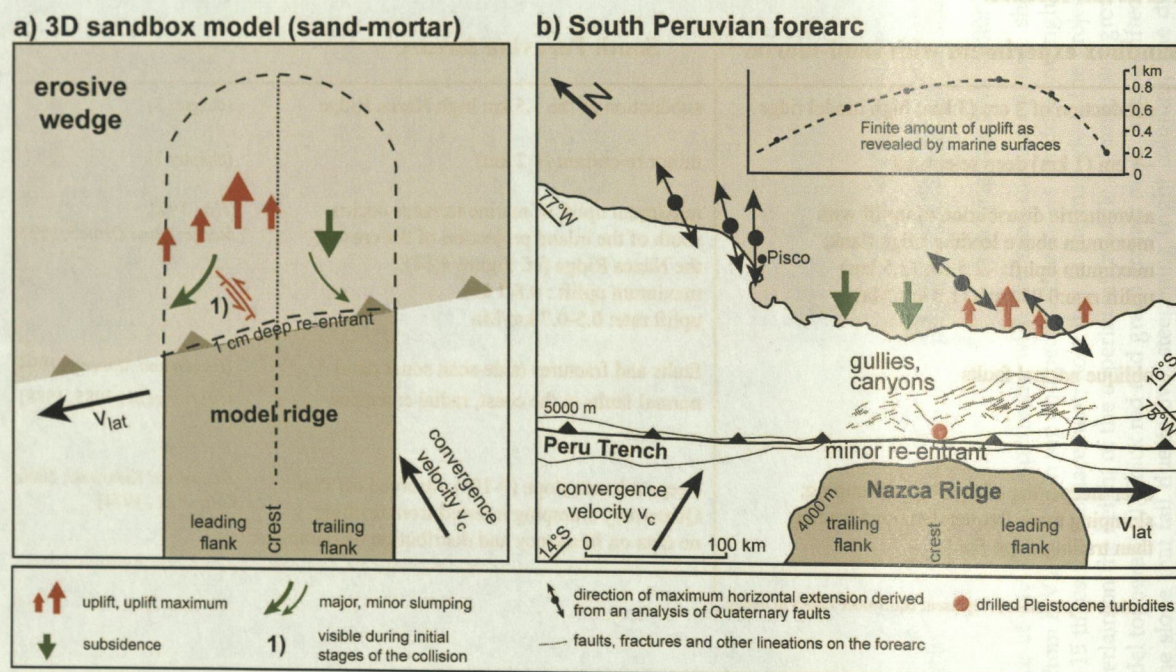 a) 3D sandbox model (sand-mortar)
erosive
wedge
1)
1 cm deep re-entrant
Vlat
model ridge
convergence
velocity vc
leading
flank
crest
trailing
flank
b) South Peruvian forearc
N
1 km
0.8
0.6
0.4
0.2
0
Finite amount of uplift as
revealed by marine surfaces
77°W
Pisco
gullies,
canyons
16°S
75°W
5000 m
Peru Trench
minor re-entrant
convergence
velocity vc
Nazca Ridge
4000 m
trailing
flank
crest
leading
flank
Vlat
14°S
0
100 km
uplift, uplift maximum
subsidence
major, minor slumping
1)
visible during initial
stages of the collision
direction of maximum horizontal extension derived
from an analysis of Quaternary faults
faults, fractures and other lineations on the forearc
drilled Pleistocene turbidites